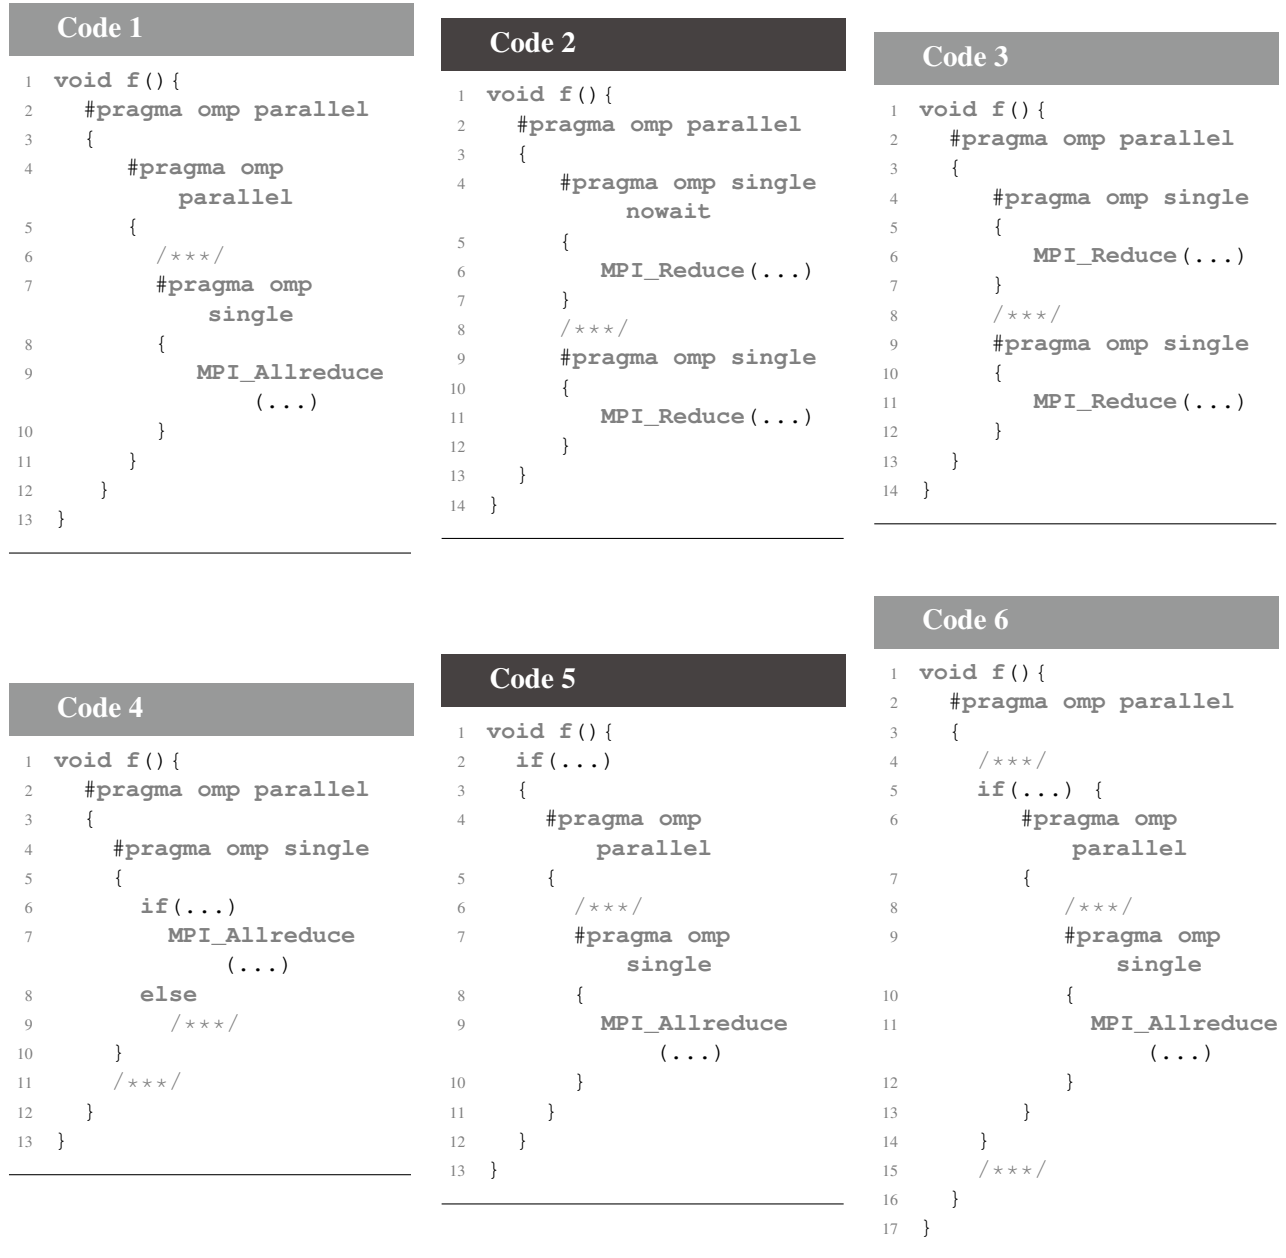 Code 1
1 void f(){
2 #pragma omp parallel
3 {
4 #pragma omp
parallel
5 {
6 /***/
7 #pragma omp
single
8 {
9 MPI_Allreduce
(...)
10 }
11 }
12 }
13 }
Code 2
1 void f(){
2 #pragma omp parallel
3 {
4 #pragma omp single
nowait
5 {
6 MPI_Reduce(...)
7 }
8 /***/
9 #pragma omp single
10 {
11 MPI_Reduce(...)
12 }
13 }
14 }
Code 3
1 void f(){
2 #pragma omp parallel
3 {
4 #pragma omp single
5 {
6 MPI_Reduce(...)
7 }
8 /***/
9 #pragma omp single
10 {
11 MPI_Reduce(...)
12 }
13 }
14 }
Code 4
1 void f(){
2 #pragma omp parallel
3 {
4 #pragma omp single
5 {
6 if(...)
7 MPI_Allreduce
(...)
8 else
9 /***/
10 }
11 /***/
12 }
13 }
Code 5
1 void f(){
2 if(...)
3 {
4 #pragma omp
parallel
5 {
6 /***/
7 #pragma omp
single
8 {
9 MPI_Allreduce
(...)
10 }
11 }
12 }
13 }
Code 6
1 void f(){
2 #pragma omp parallel
3 {
4 /***/
5 if(...) {
6 #pragma omp
parallel
7 {
8 /***/
9 #pragma omp
single
10 {
11 MPI_Allreduce
(...)
12 }
13 }
14 }
15 /***/
16 }
17 }